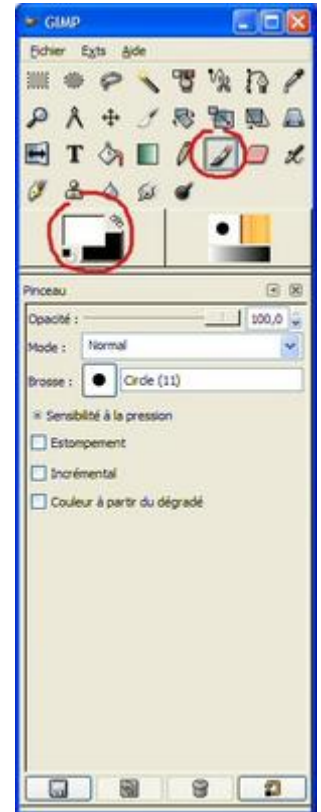 GIMP
Fichier Exts Aide
Pinceau
Opacité : 100,0
Mode : Normal
Brosse : Circle (11)
Sensibilité à la pression
Estompement
Incrémental
Couleur à partir du dégradé